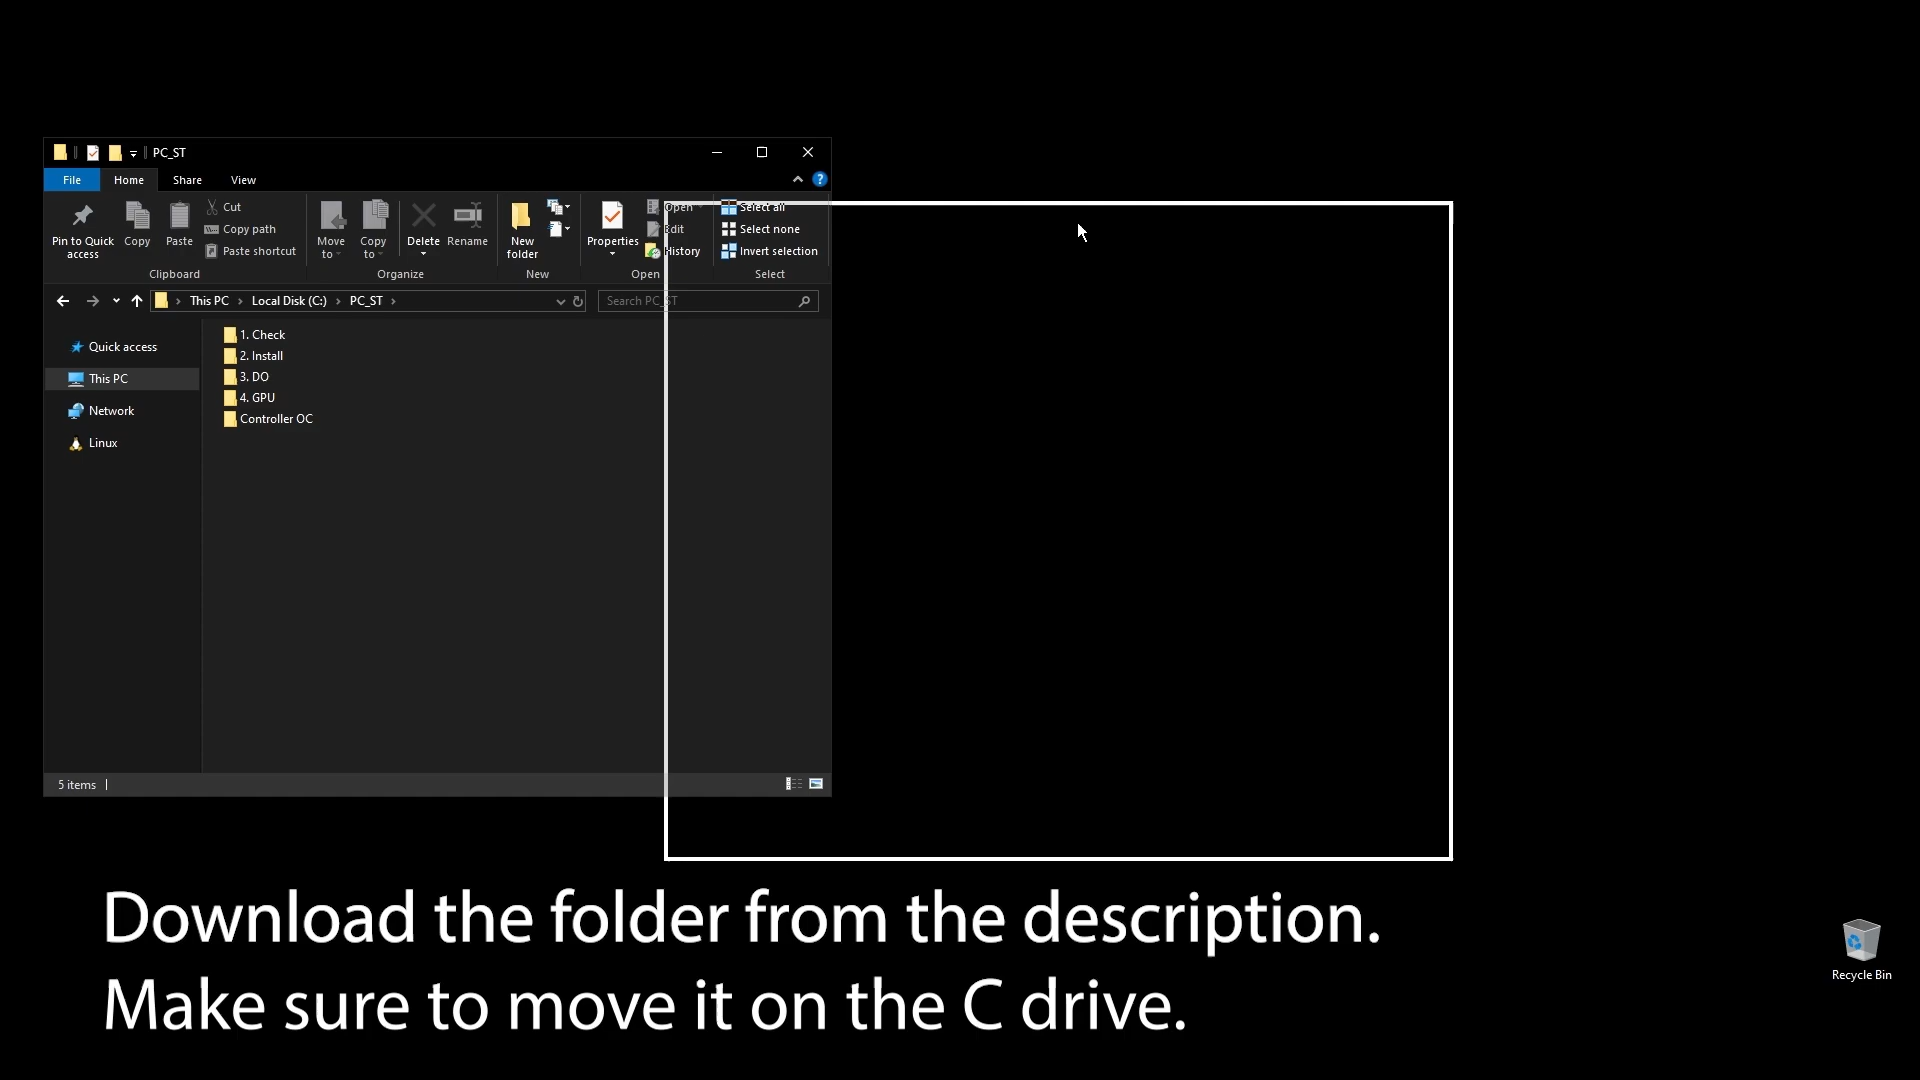 PC_ST
File Home Share View
Pin to Quick access
Copy
Paste
Cut
Copy path
Paste shortcut
Clipboard
Move to
Copy to
Delete
Rename
Organize
New folder
New
Properties
Open
Edit
History
Open
Select all
Select none
Invert selection
Select
This PC > Local Disk (C:) > PC_ST >
Search PC_ST
Quick access
This PC
Network
Linux
1. Check
2. Install
3. DO
4. GPU
Controller OC
5 items
Download the folder from the description.
Make sure to move it on the C drive.
Recycle Bin